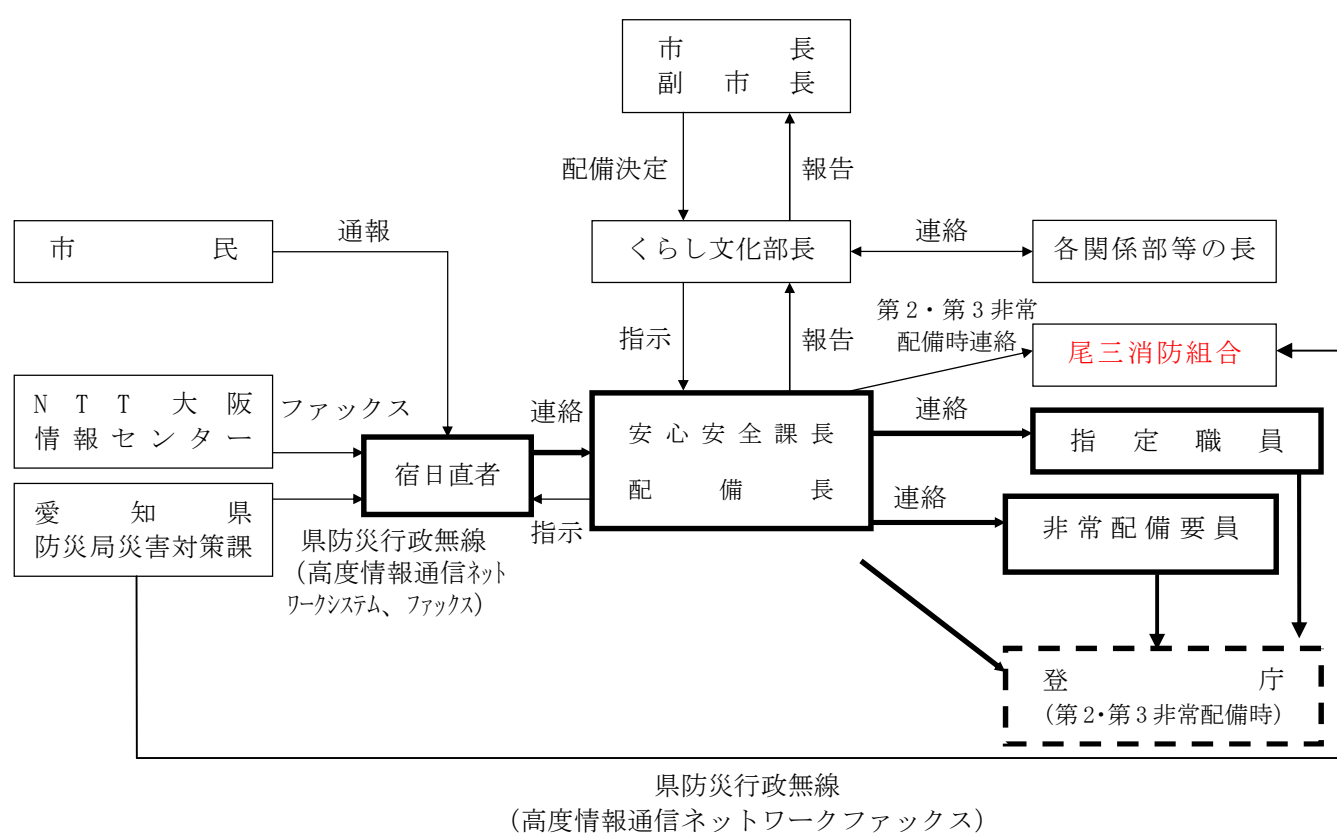 市長
副市長
配備決定
報告
市民
通報
くらし文化部長
連絡
各関係部等の長
指示
報告
第2・第3非常
配備時連絡
尾三消防組合
NTT大阪
情報センター
ファックス
宿日直者
連絡
安心安全課長
配備長
連絡
指定職員
愛知県
防災局災害対策課
指示
連絡
非常配備要員
県防災行政無線
（高度情報通信ネット
ワークシステム、ファックス）
登庁
（第2・第3非常配備時）
県防災行政無線
（高度情報通信ネットワークファックス）